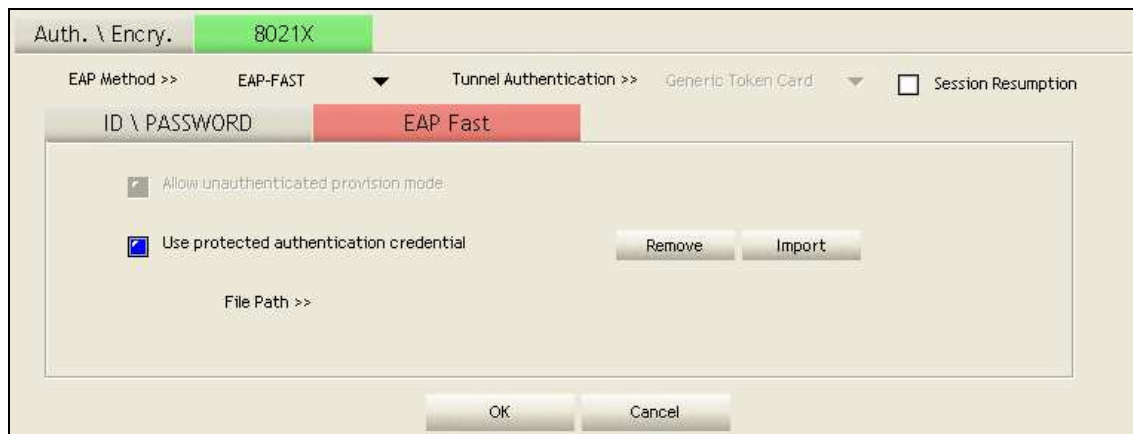 Auth. \ Encry. 8021X
EAP Method >> EAP-FAST Tunnel Authentication >> Generic Token Card Session Resumption
ID \ PASSWORD EAP Fast
Allow unauthenticated provision mode
Use protected authentication credential Remove Import
File Path >>
OK Cancel